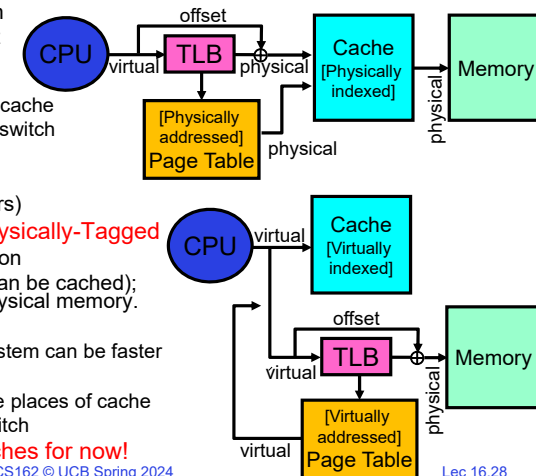 offset
CPU
TLB
virtual
physical
Cache
[Physically
indexed]
Memory
physical
cache
switch
[Physically
addressed]
Page Table
physical
rs)
ysically-Tagged
on
an be cached);
ysical memory.
stem can be faster
e places of cache
itch
ches for now!
CPU
virtual
Cache
[Virtually
indexed]
offset
virtual
TLB
Memory
physical
[Virtually
addressed]
Page Table
virtual
CS162 © UCB Spring 2024
Lec 16.28